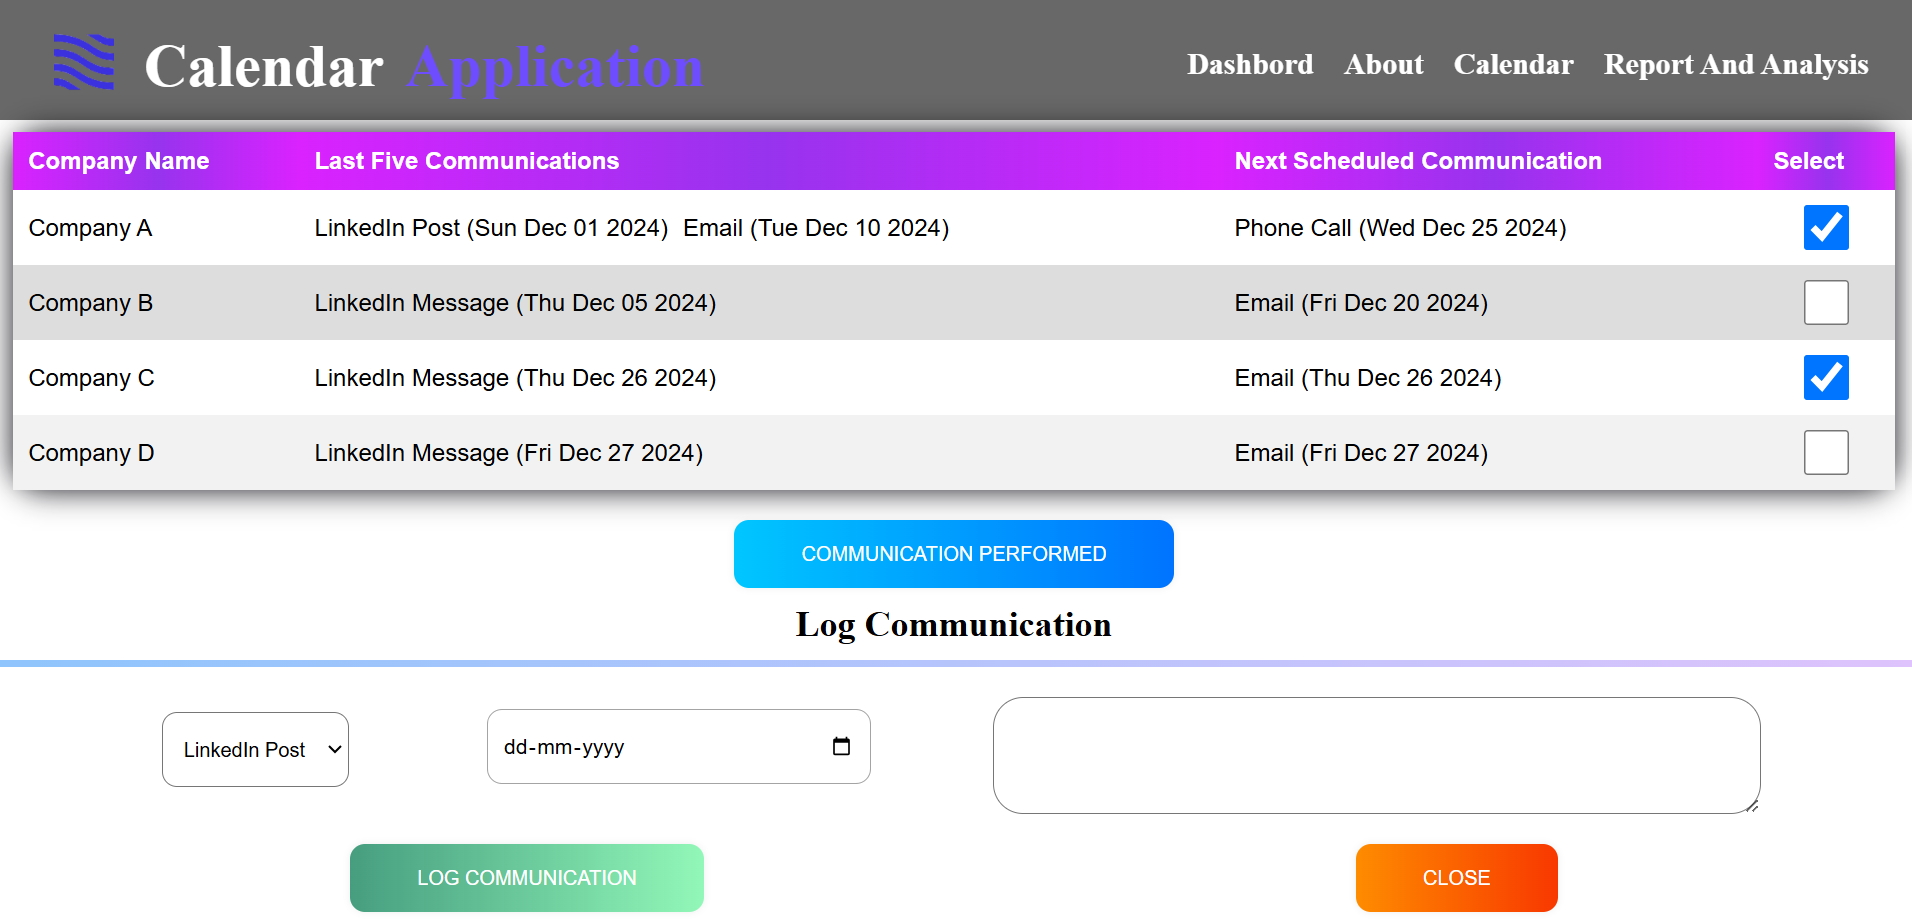 Calendar Application
Dashbord About Calendar Report And Analysis
Company Name Last Five Communications Next Scheduled Communication Select
Company A LinkedIn Post (Sun Dec 01 2024) Email (Tue Dec 10 2024) Phone Call (Wed Dec 25 2024)
Company B LinkedIn Message (Thu Dec 05 2024) Email (Fri Dec 20 2024)
Company C LinkedIn Message (Thu Dec 26 2024) Email (Thu Dec 26 2024)
Company D LinkedIn Message (Fri Dec 27 2024) Email (Fri Dec 27 2024)
COMMUNICATION PERFORMED
Log Communication
LinkedIn Post dd-mm-yyyy
LOG COMMUNICATION CLOSE